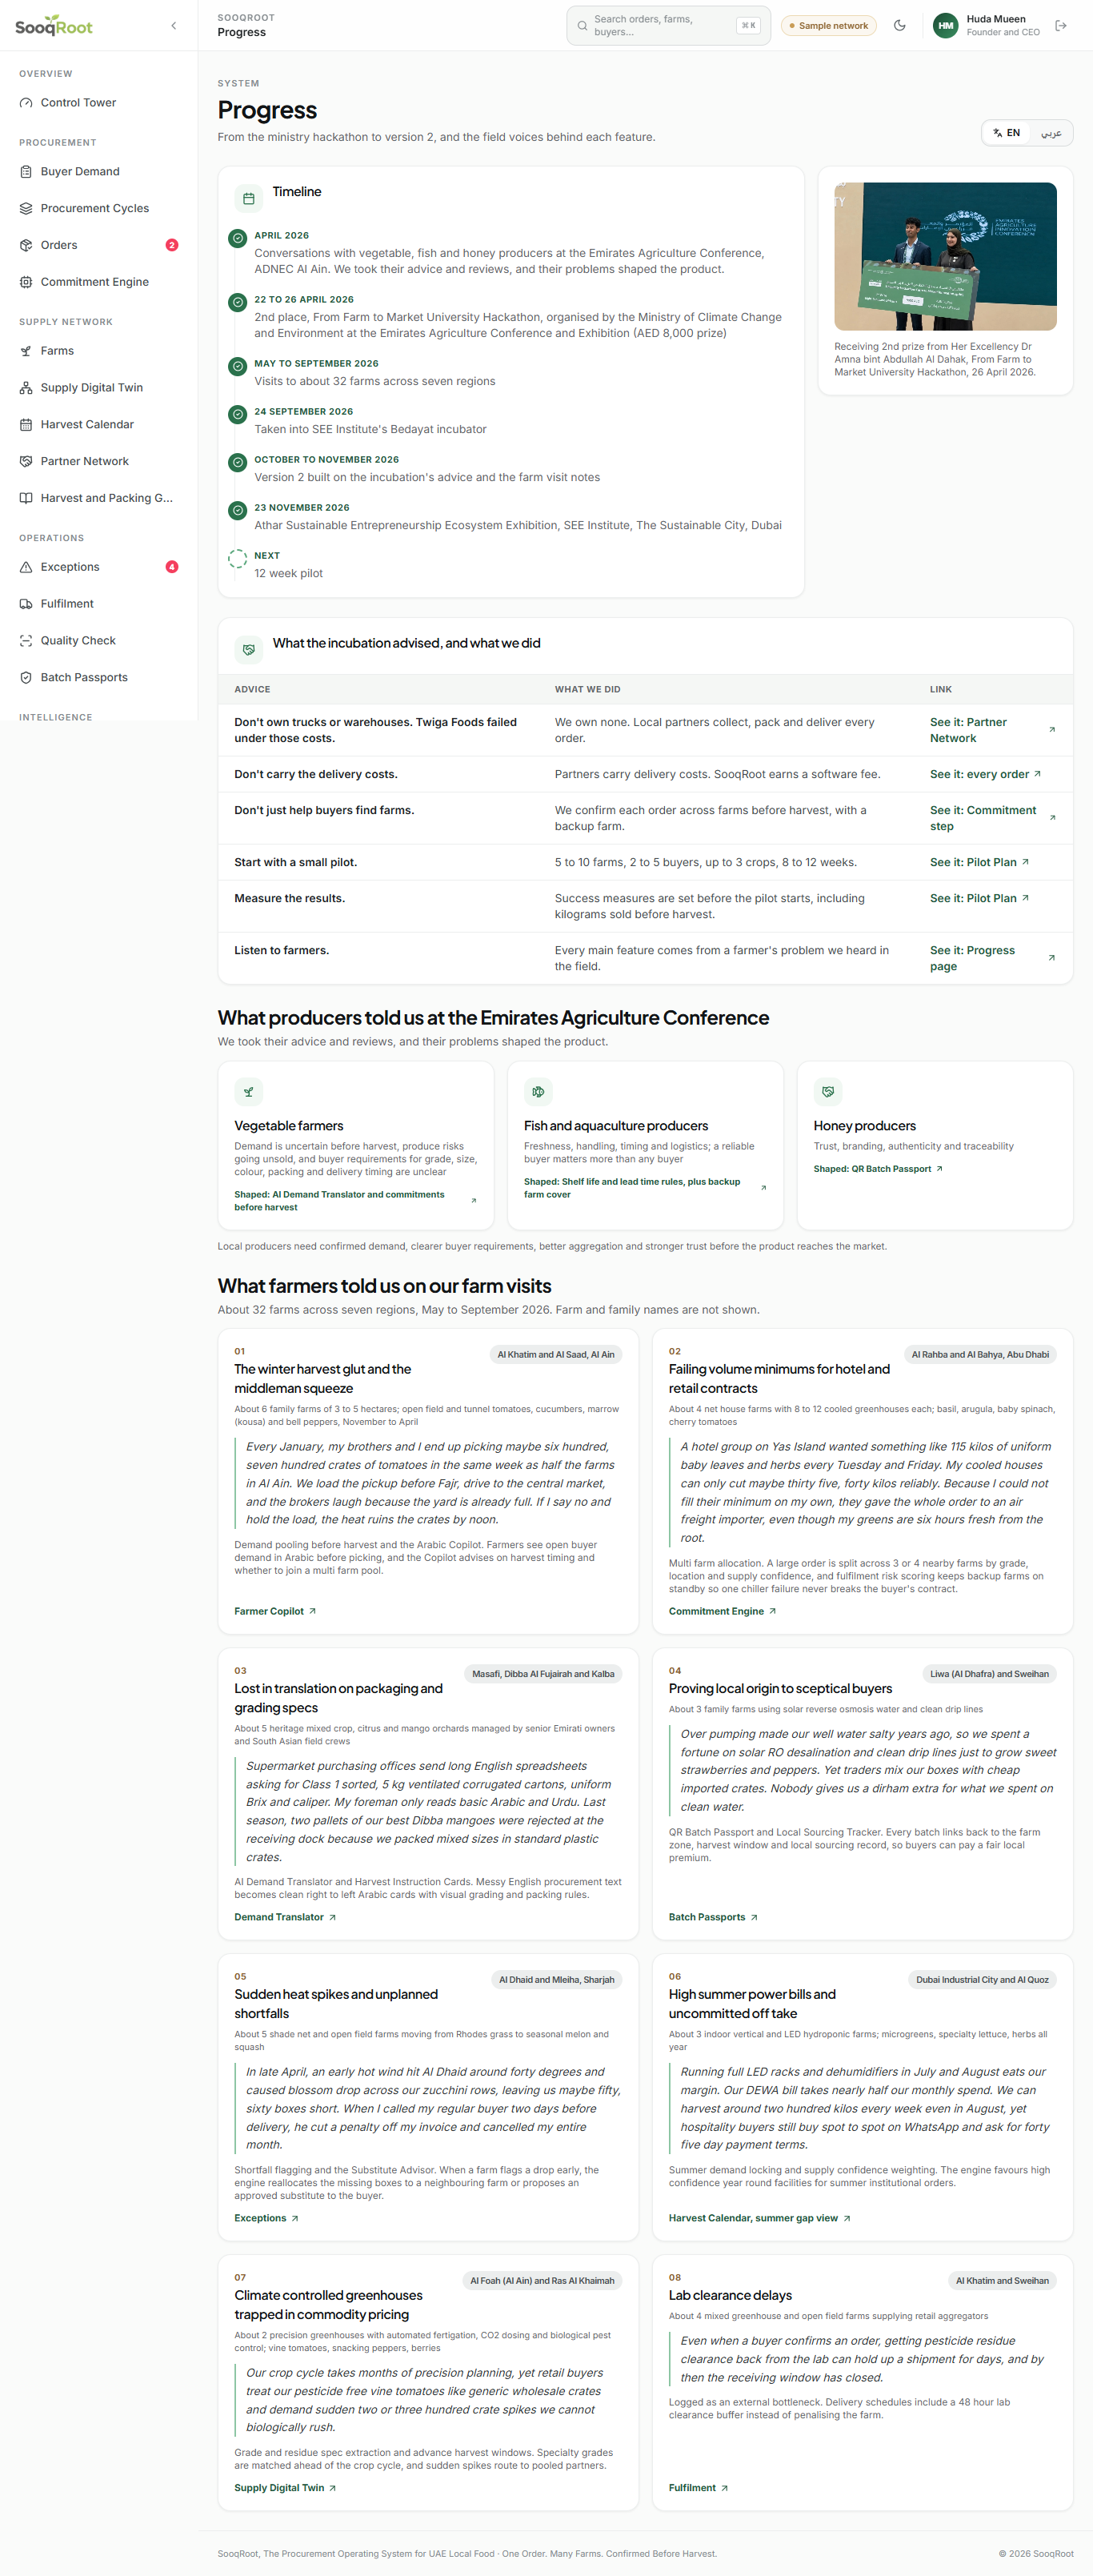 SooqRoot
SOOQROOT
Progress
Search orders, farms,
buyers...
⌘K
Sample network
HM
Huda Mueen
Founder and CEO
OVERVIEW
Control Tower
PROCUREMENT
Buyer Demand
Procurement Cycles
Orders
2
Commitment Engine
SUPPLY NETWORK
Farms
Supply Digital Twin
Harvest Calendar
Partner Network
Harvest and Packing G...
OPERATIONS
Exceptions
4
Fulfilment
Quality Check
Batch Passports
INTELLIGENCE
SYSTEM
Progress
From the ministry hackathon to version 2, and the field voices behind each feature.
EN
عربي
Timeline
APRIL 2026
Conversations with vegetable, fish and honey producers at the Emirates Agriculture Conference,
ADNEC Al Ain. We took their advice and reviews, and their problems shaped the product.
22 TO 26 APRIL 2026
2nd place, From Farm to Market University Hackathon, organised by the Ministry of Climate Change
and Environment at the Emirates Agriculture Conference and Exhibition (AED 8,000 prize)
MAY TO SEPTEMBER 2026
Visits to about 32 farms across seven regions
24 SEPTEMBER 2026
Taken into SEE Institute's Bedayat incubator
OCTOBER TO NOVEMBER 2026
Version 2 built on the incubation's advice and the farm visit notes
23 NOVEMBER 2026
Athar Sustainable Entrepreneurship Ecosystem Exhibition, SEE Institute, The Sustainable City, Dubai
NEXT
12 week pilot
TY
EMIRATES
AGRICULTURE
CONFERENCE
Receiving 2nd prize from Her Excellency Dr
Amna bint Abdullah Al Dahak, From Farm to
Market University Hackathon, 26 April 2026.
What the incubation advised, and what we did
ADVICE
WHAT WE DID
LINK
Don't own trucks or warehouses. Twiga Foods failed
under those costs.
We own none. Local partners collect, pack and deliver every
order.
See it: Partner
Network
Don't carry the delivery costs.
Partners carry delivery costs. SooqRoot earns a software fee.
See it: every order
Don't just help buyers find farms.
We confirm each order across farms before harvest, with a
backup farm.
See it: Commitment
step
Start with a small pilot.
5 to 10 farms, 2 to 5 buyers, up to 3 crops, 8 to 12 weeks.
See it: Pilot Plan
Measure the results.
Success measures are set before the pilot starts, including
kilograms sold before harvest.
See it: Pilot Plan
Listen to farmers.
Every main feature comes from a farmer's problem we heard in
the field.
See it: Progress
page
What producers told us at the Emirates Agriculture Conference
We took their advice and reviews, and their problems shaped the product.
Vegetable farmers
Demand is uncertain before harvest, produce risks
going unsold, and buyer requirements for grade, size,
colour, packing and delivery timing are unclear
Shaped: AI Demand Translator and commitments
before harvest
Fish and aquaculture producers
Freshness, handling, timing and logistics; a reliable
buyer matters more than any buyer
Shaped: Shelf life and lead time rules, plus backup
farm cover
Honey producers
Trust, branding, authenticity and traceability
Shaped: QR Batch Passport
Local producers need confirmed demand, clearer buyer requirements, better aggregation and stronger trust before the product reaches the market.
What farmers told us on our farm visits
About 32 farms across seven regions, May to September 2026. Farm and family names are not shown.
01
The winter harvest glut and the
middleman squeeze
Al Khatim and Al Saad, Al Ain
About 6 family farms of 3 to 5 hectares; open field and tunnel tomatoes, cucumbers, marrow
(kousa) and bell peppers, November to April
Every January, my brothers and I end up picking maybe six hundred,
seven hundred crates of tomatoes in the same week as half the farms
in Al Ain. We load the pickup before Fajr, drive to the central market,
and the brokers laugh because the yard is already full. If I say no and
hold the load, the heat ruins the crates by noon.
Demand pooling before harvest and the Arabic Copilot. Farmers see open buyer
demand in Arabic before picking, and the Copilot advises on harvest timing and
whether to join a multi farm pool.
Farmer Copilot
02
Failing volume minimums for hotel and
retail contracts
Al Rahba and Al Bahya, Abu Dhabi
About 4 net house farms with 8 to 12 cooled greenhouses each; basil, arugula, baby spinach,
cherry tomatoes
A hotel group on Yas Island wanted something like 115 kilos of uniform
baby leaves and herbs every Tuesday and Friday. My cooled houses
can only cut maybe thirty five, forty kilos reliably. Because I could not
fill their minimum on my own, they gave the whole order to an air
freight importer, even though my greens are six hours fresh from the
root.
Multi farm allocation. A large order is split across 3 or 4 nearby farms by grade,
location and supply confidence, and fulfilment risk scoring keeps backup farms on
standby so one chiller failure never breaks the buyer's contract.
Commitment Engine
03
Lost in translation on packaging and
grading specs
Masafi, Dibba Al Fujairah and Kalba
About 5 heritage mixed crop, citrus and mango orchards managed by senior Emirati owners
and South Asian field crews
Supermarket purchasing offices send long English spreadsheets
asking for Class 1 sorted, 5 kg ventilated corrugated cartons, uniform
Brix and caliper. My foreman only reads basic Arabic and Urdu. Last
season, two pallets of our best Dibba mangoes were rejected at the
receiving dock because we packed mixed sizes in standard plastic
crates.
AI Demand Translator and Harvest Instruction Cards. Messy English procurement text
becomes clean right to left Arabic cards with visual grading and packing rules.
Demand Translator
04
Proving local origin to sceptical buyers
Liwa (Al Dhafra) and Sweihan
About 3 family farms using solar reverse osmosis water and clean drip lines
Over pumping made our well water salty years ago, so we spent a
fortune on solar RO desalination and clean drip lines just to grow sweet
strawberries and peppers. Yet traders mix our boxes with cheap
imported crates. Nobody gives us a dirham extra for what we spent on
clean water.
QR Batch Passport and Local Sourcing Tracker. Every batch links back to the farm
zone, harvest window and local sourcing record, so buyers can pay a fair local
premium.
Batch Passports
05
Sudden heat spikes and unplanned
shortfalls
Al Dhaid and Mleiha, Sharjah
About 5 shade net and open field farms moving from Rhodes grass to seasonal melon and
squash
In late April, an early hot wind hit Al Dhaid around forty degrees and
caused blossom drop across our zucchini rows, leaving us maybe fifty,
sixty boxes short. When I called my regular buyer two days before
delivery, he cut a penalty off my invoice and cancelled my entire
month.
Shortfall flagging and the Substitute Advisor. When a farm flags a drop early, the
engine reallocates the missing boxes to a neighbouring farm or proposes an
approved substitute to the buyer.
Exceptions
06
High summer power bills and
uncommitted off take
Dubai Industrial City and Al Quoz
About 3 indoor vertical and LED hydroponic farms; microgreens, specialty lettuce, herbs all
year
Running full LED racks and dehumidifiers in July and August eats our
margin. Our DEWA bill takes nearly half our monthly spend. We can
harvest around two hundred kilos every week even in August, yet
hospitality buyers still buy spot to spot on WhatsApp and ask for forty
five day payment terms.
Summer demand locking and supply confidence weighting. The engine favours high
confidence year round facilities for summer institutional orders.
Harvest Calendar, summer gap view
07
Climate controlled greenhouses
trapped in commodity pricing
Al Foah (Al Ain) and Ras Al Khaimah
About 2 precision greenhouses with automated fertigation, CO2 dosing and biological pest
control; vine tomatoes, snacking peppers, berries
Our crop cycle takes months of precision planning, yet retail buyers
treat our pesticide free vine tomatoes like generic wholesale crates
and demand sudden two or three hundred crate spikes we cannot
biologically rush.
Grade and residue spec extraction and advance harvest windows. Specialty grades
are matched ahead of the crop cycle, and sudden spikes route to pooled partners.
Supply Digital Twin
08
Lab clearance delays
Al Khatim and Sweihan
About 4 mixed greenhouse and open field farms supplying retail aggregators
Even when a buyer confirms an order, getting pesticide residue
clearance back from the lab can hold up a shipment for days, and by
then the receiving window has closed.
Logged as an external bottleneck. Delivery schedules include a 48 hour lab
clearance buffer instead of penalising the farm.
Fulfilment
SooqRoot, The Procurement Operating System for UAE Local Food · One Order. Many Farms. Confirmed Before Harvest.
© 2026 SooqRoot